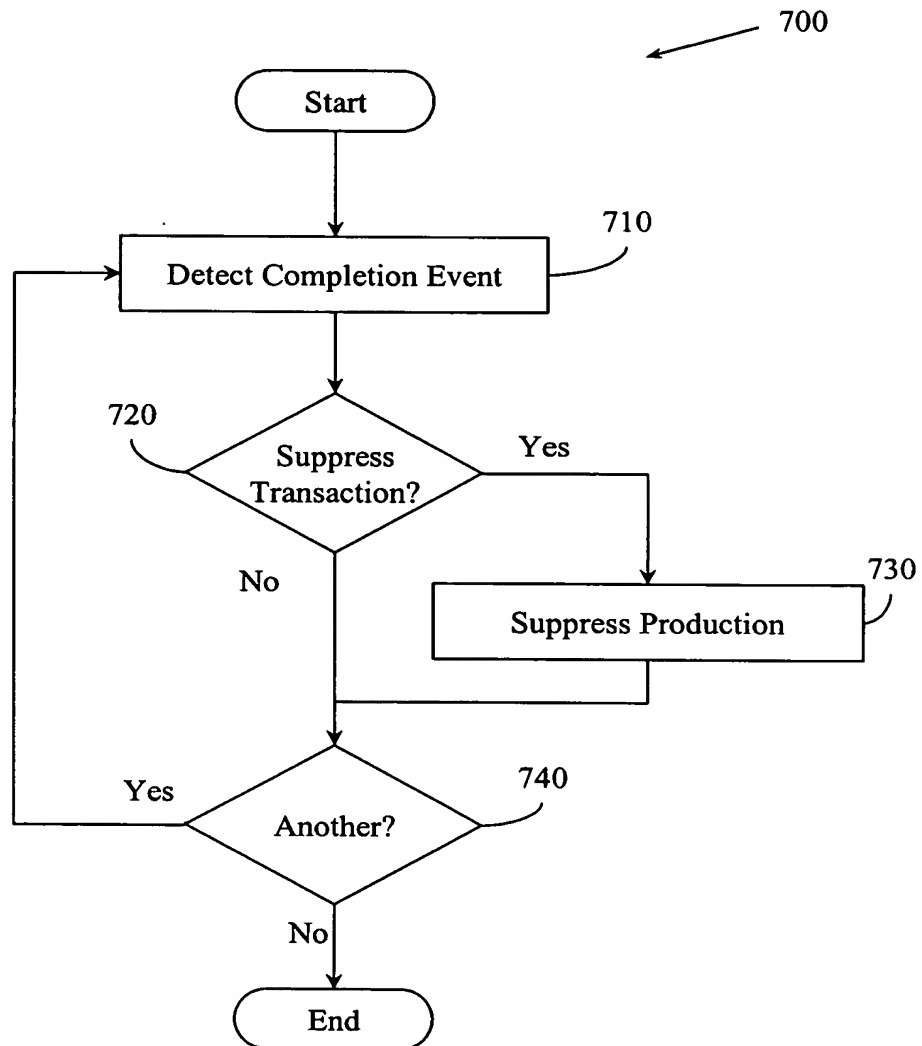 700
Start
710
Detect Completion Event
720
Suppress
Transaction?
Yes
No
730
Suppress Production
Yes
740
Another?
No
End